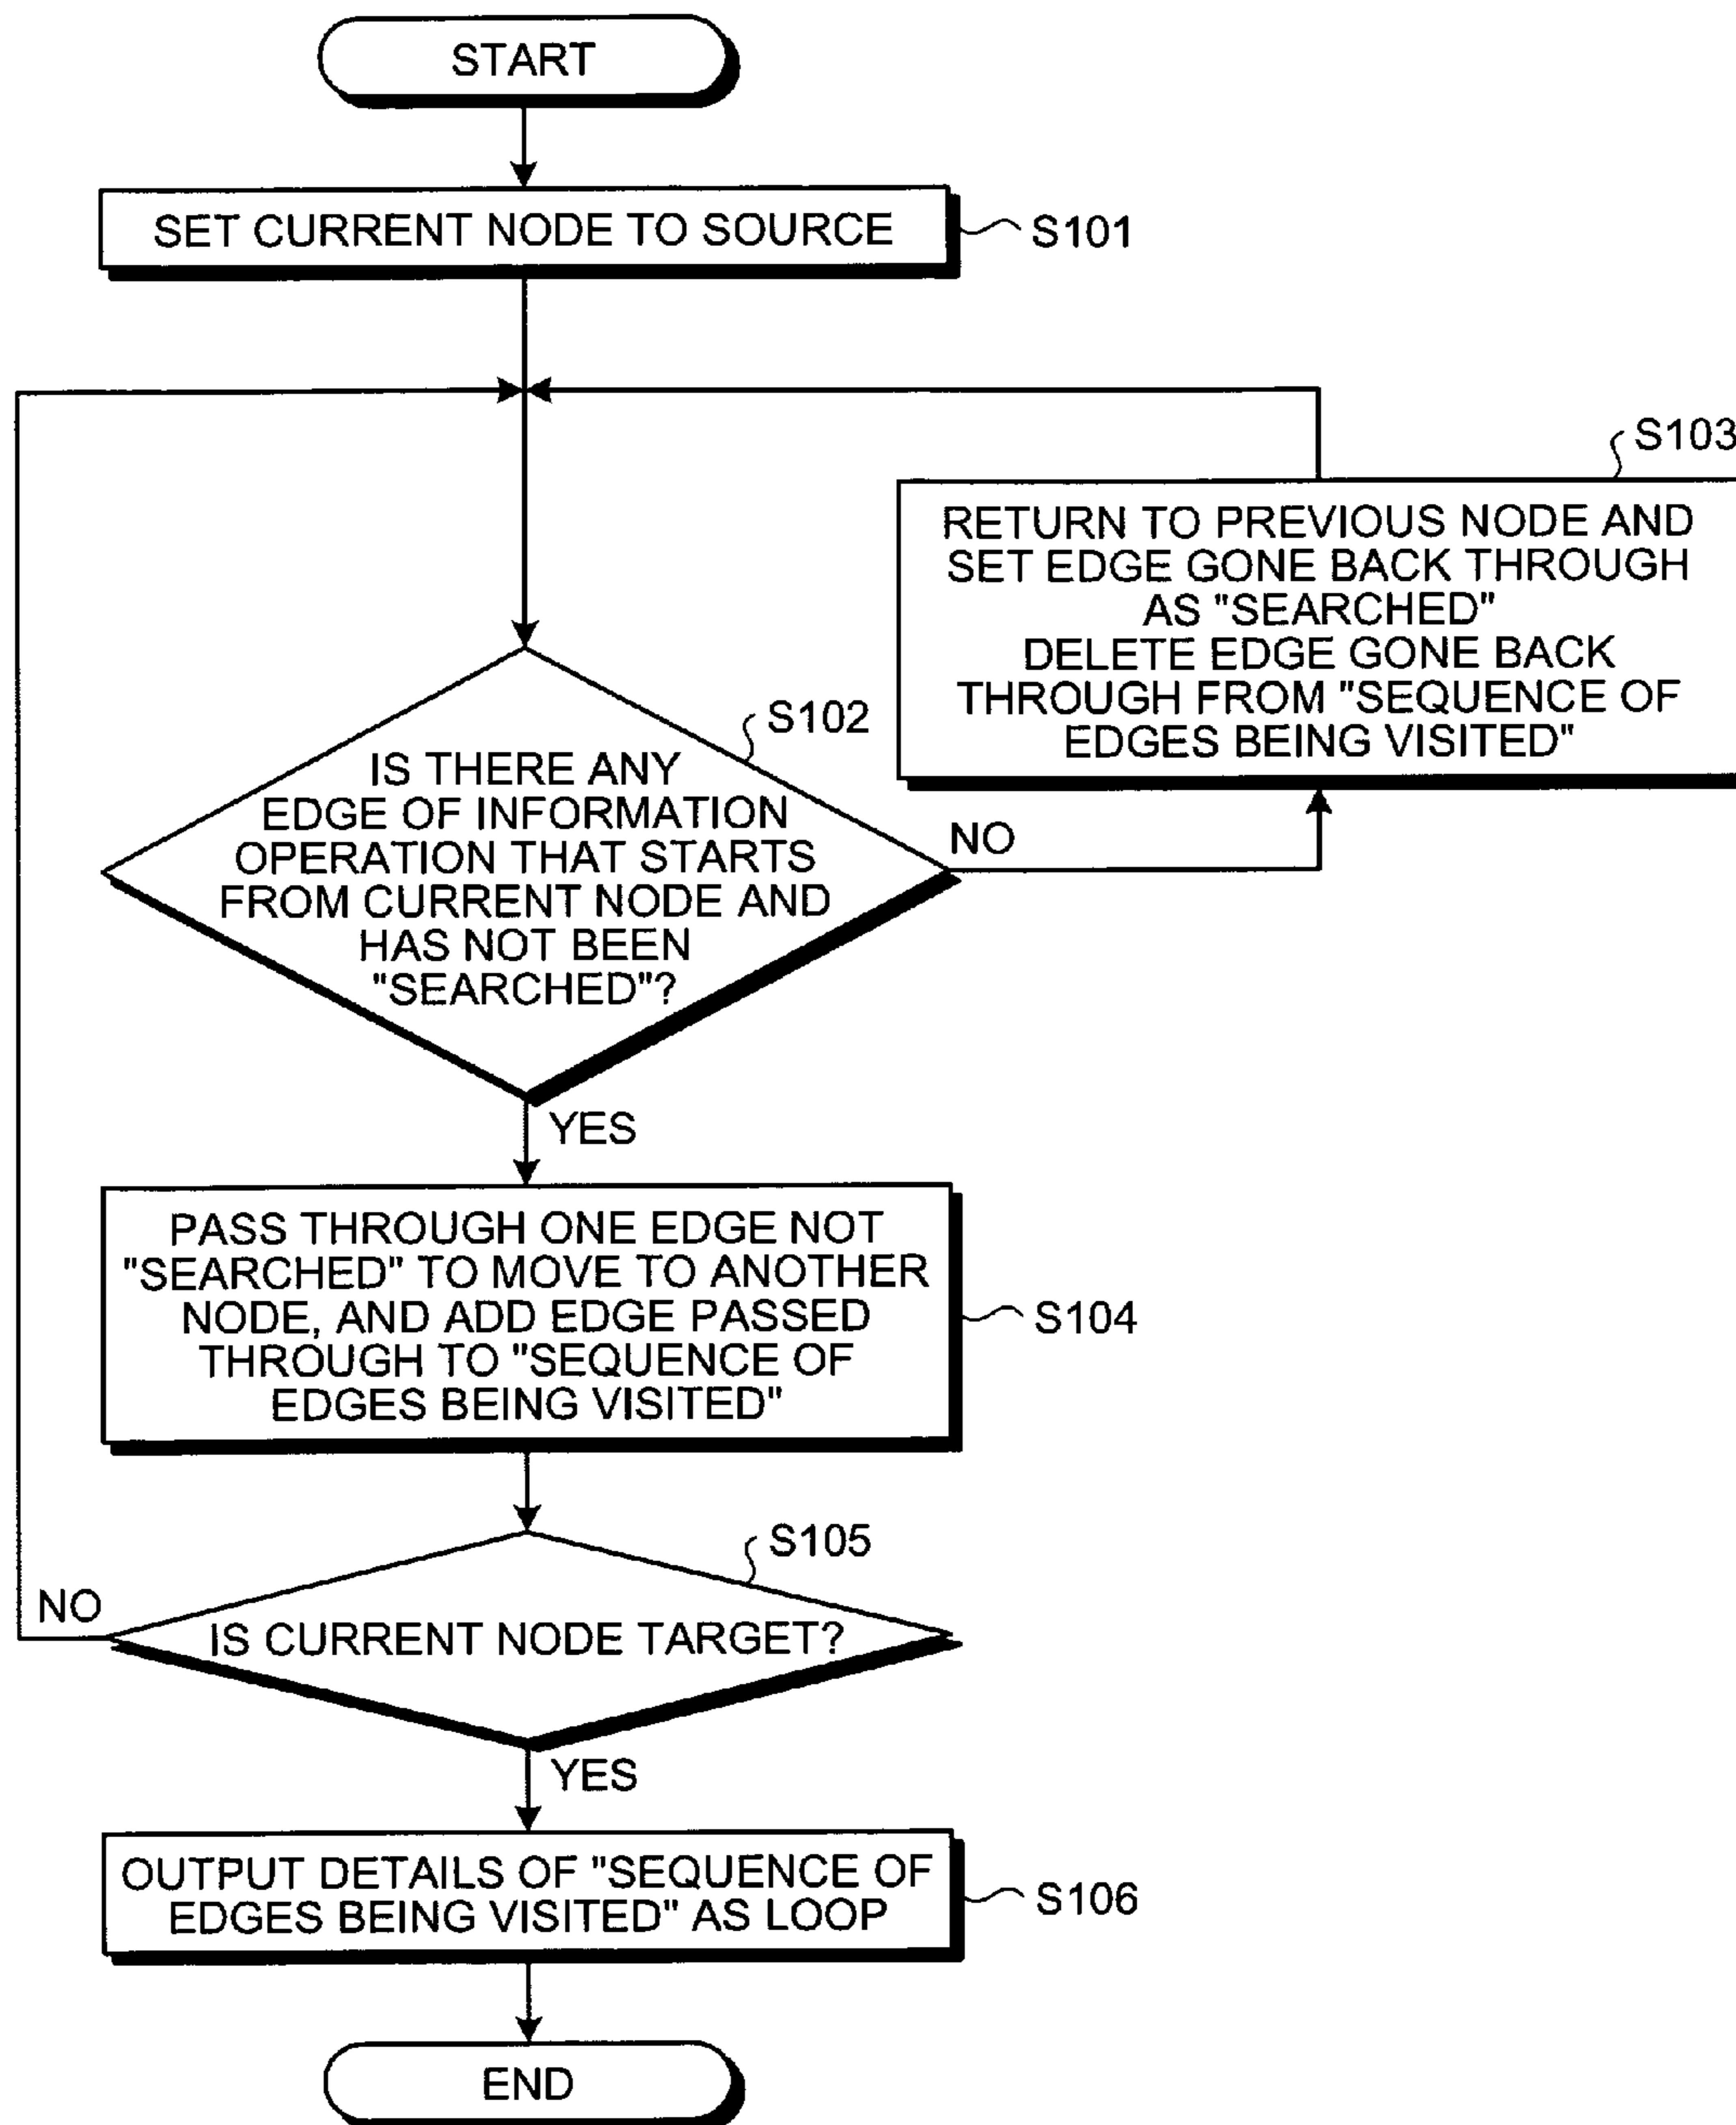 START
SET CURRENT NODE TO SOURCE
S101
S103
RETURN TO PREVIOUS NODE AND
SET EDGE GONE BACK THROUGH
AS "SEARCHED"
DELETE EDGE GONE BACK
THROUGH FROM "SEQUENCE OF
EDGES BEING VISITED"
S102
IS THERE ANY
EDGE OF INFORMATION
OPERATION THAT STARTS
FROM CURRENT NODE AND
HAS NOT BEEN
"SEARCHED"?
NO
YES
PASS THROUGH ONE EDGE NOT
"SEARCHED" TO MOVE TO ANOTHER
NODE, AND ADD EDGE PASSED
THROUGH TO "SEQUENCE OF
EDGES BEING VISITED"
S104
S105
NO
IS CURRENT NODE TARGET?
YES
OUTPUT DETAILS OF "SEQUENCE OF
EDGES BEING VISITED" AS LOOP
S106
END